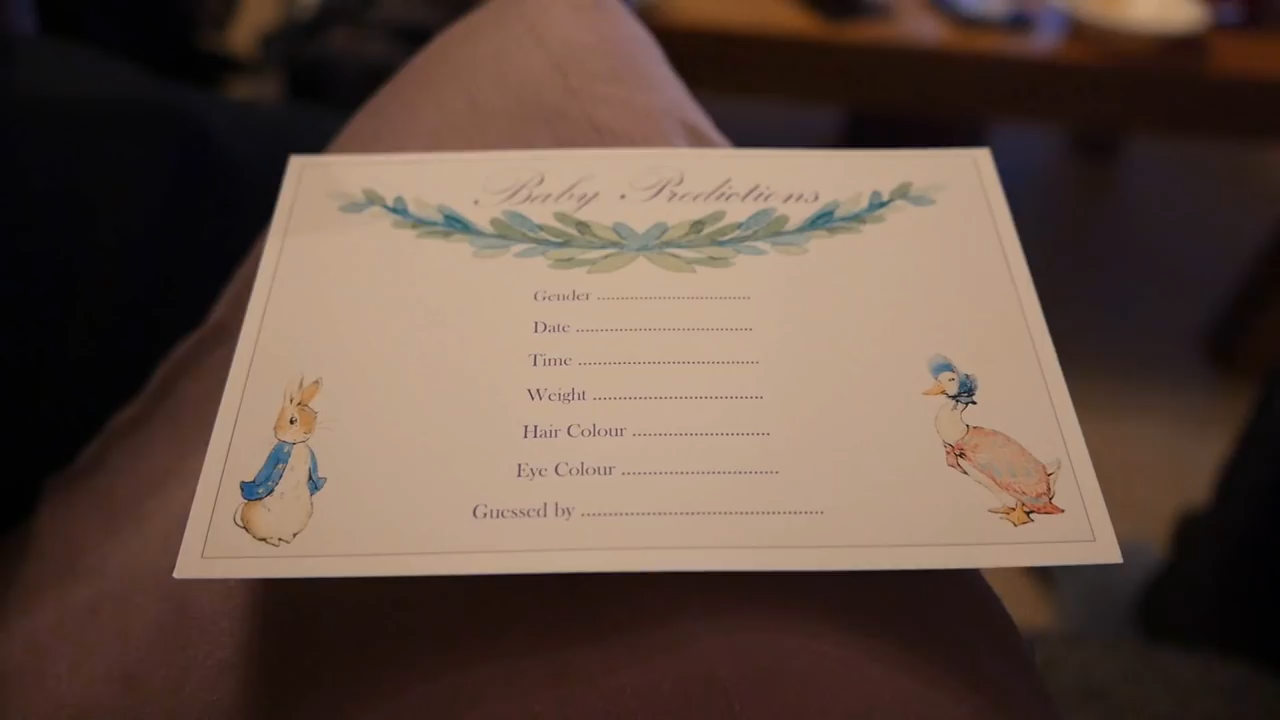 Baby Predictions
Gender .................................
Date ......................................
Time .......................................
Weight .....................................
Hair Colour ..............................
Eye Colour ..................................
Guessed by ....................................................